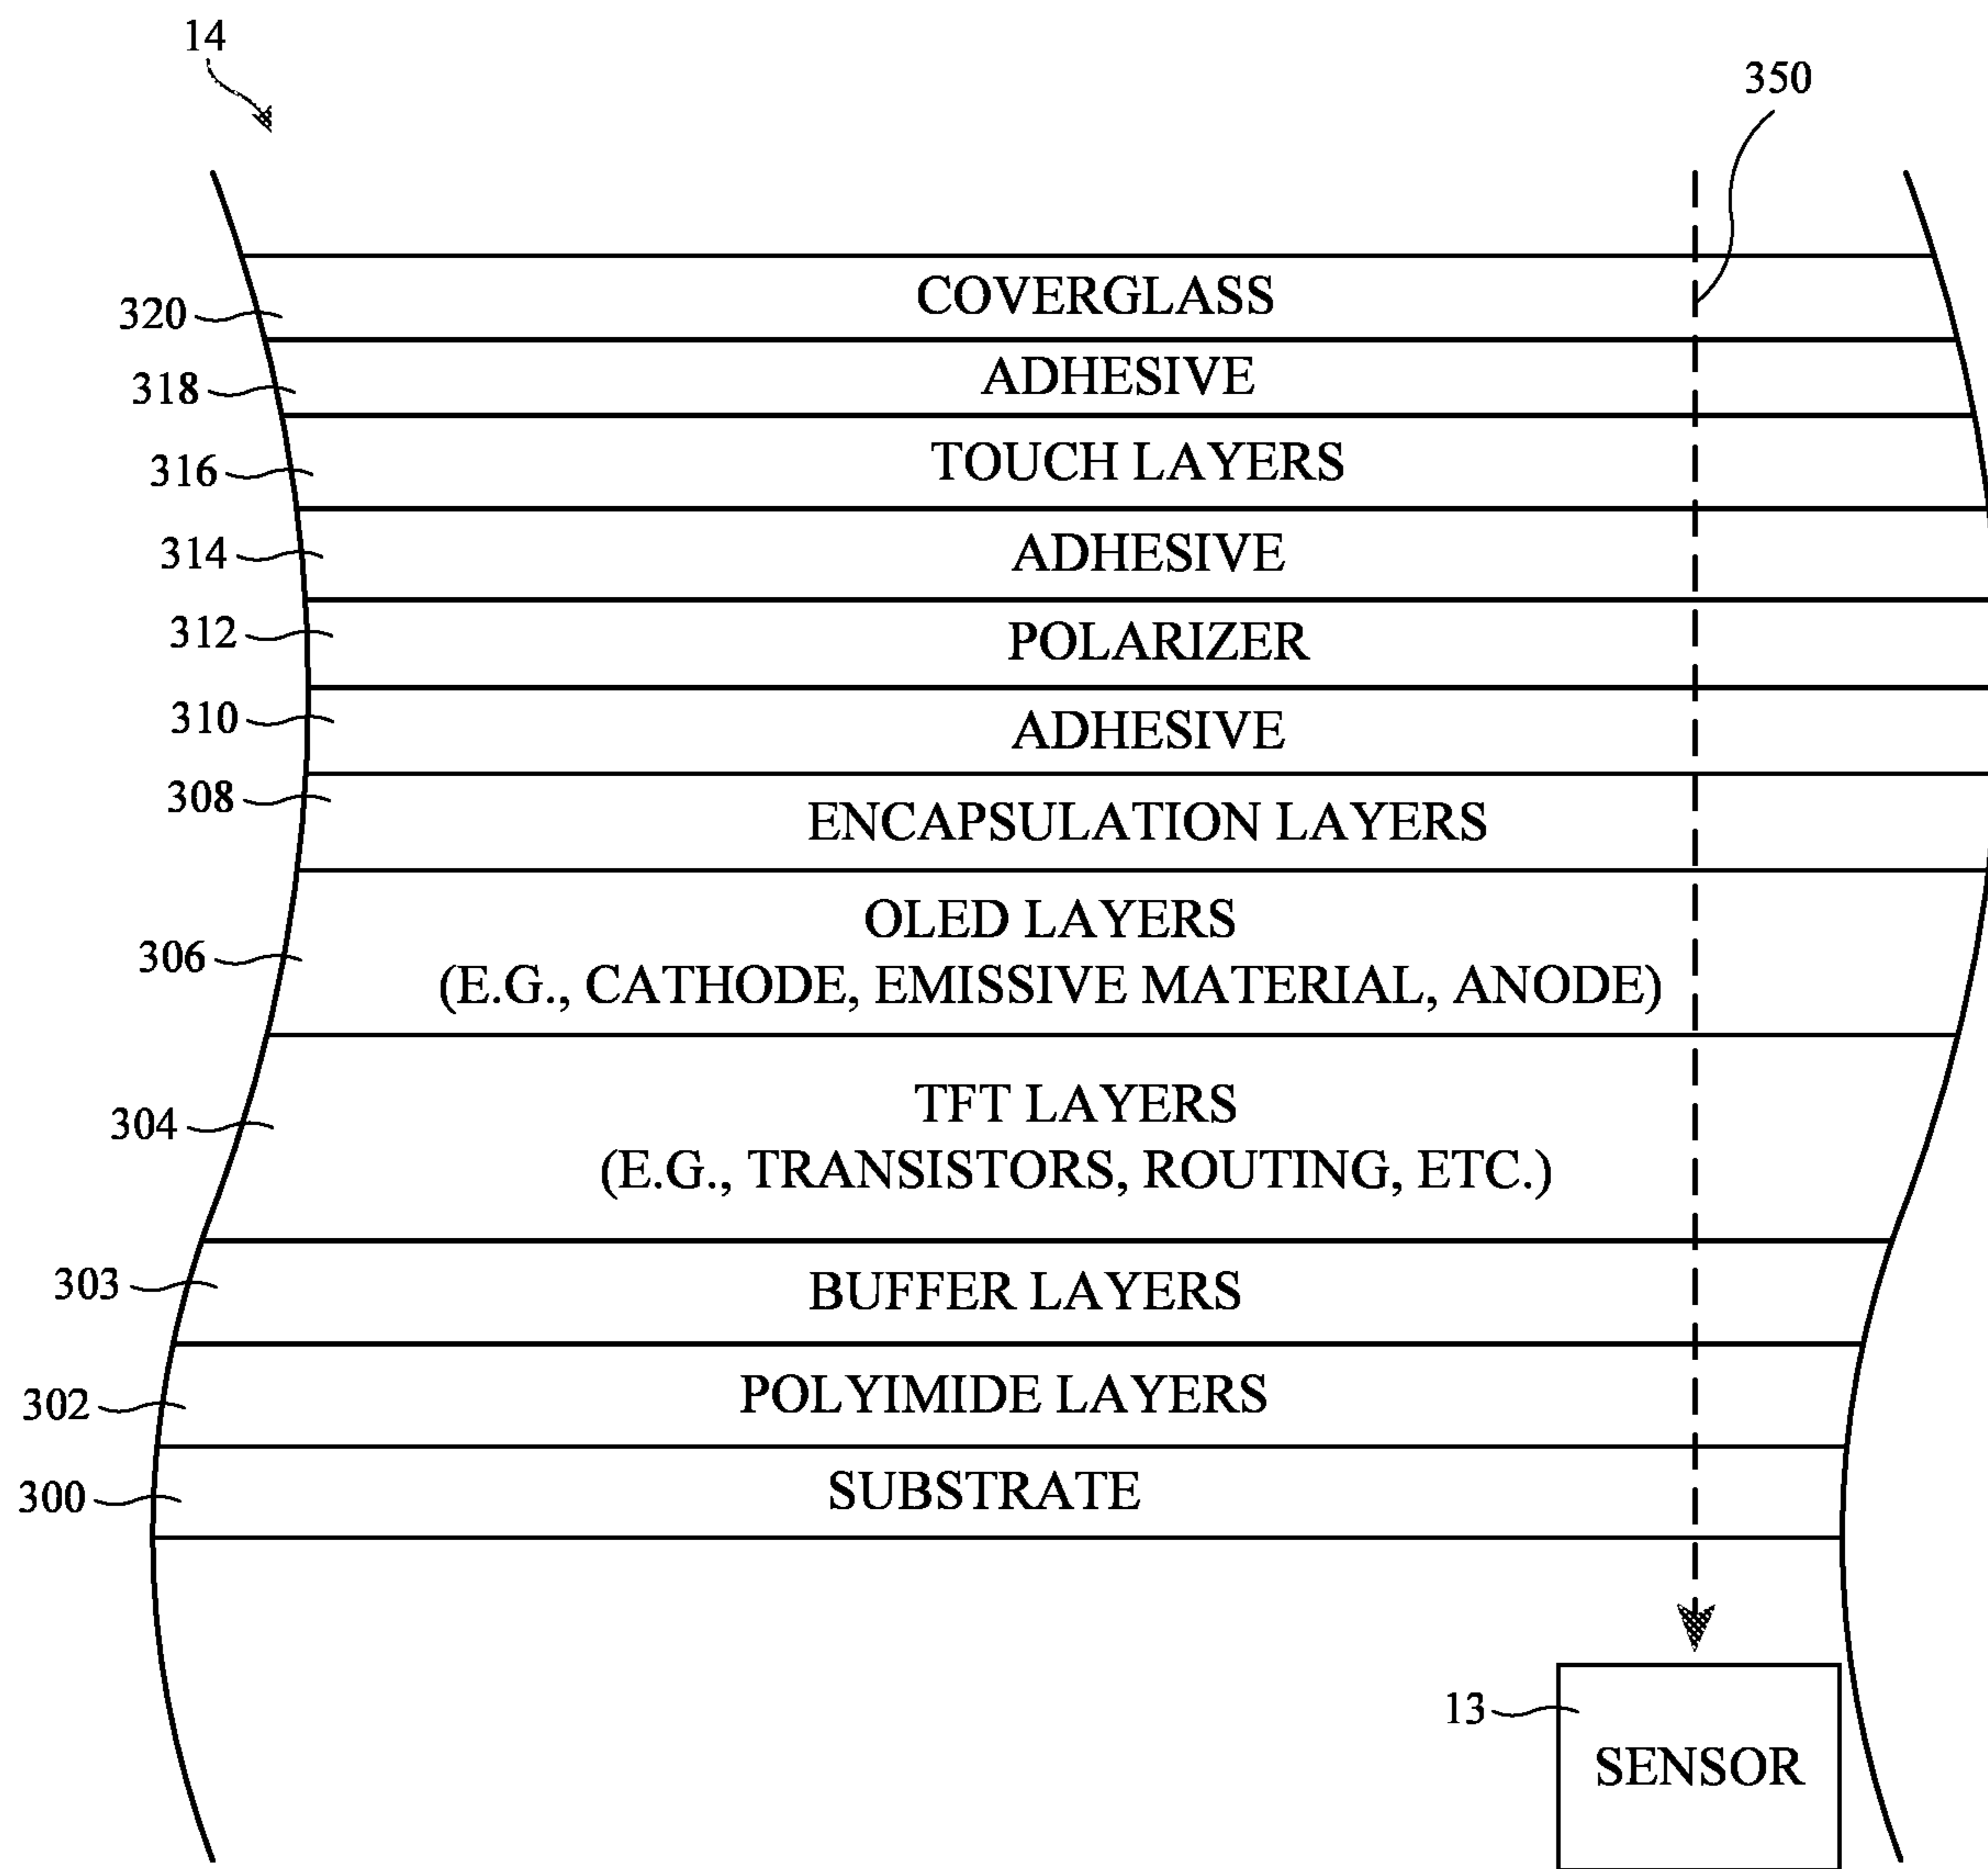 14
350
320 COVERGLASS
318 ADHESIVE
316 TOUCH LAYERS
314 ADHESIVE
312 POLARIZER
310 ADHESIVE
308 ENCAPSULATION LAYERS
OLED LAYERS
306 (E.G., CATHODE, EMISSIVE MATERIAL, ANODE)
TFT LAYERS
304 (E.G., TRANSISTORS, ROUTING, ETC.)
303 BUFFER LAYERS
302 POLYIMIDE LAYERS
300 SUBSTRATE
13
SENSOR